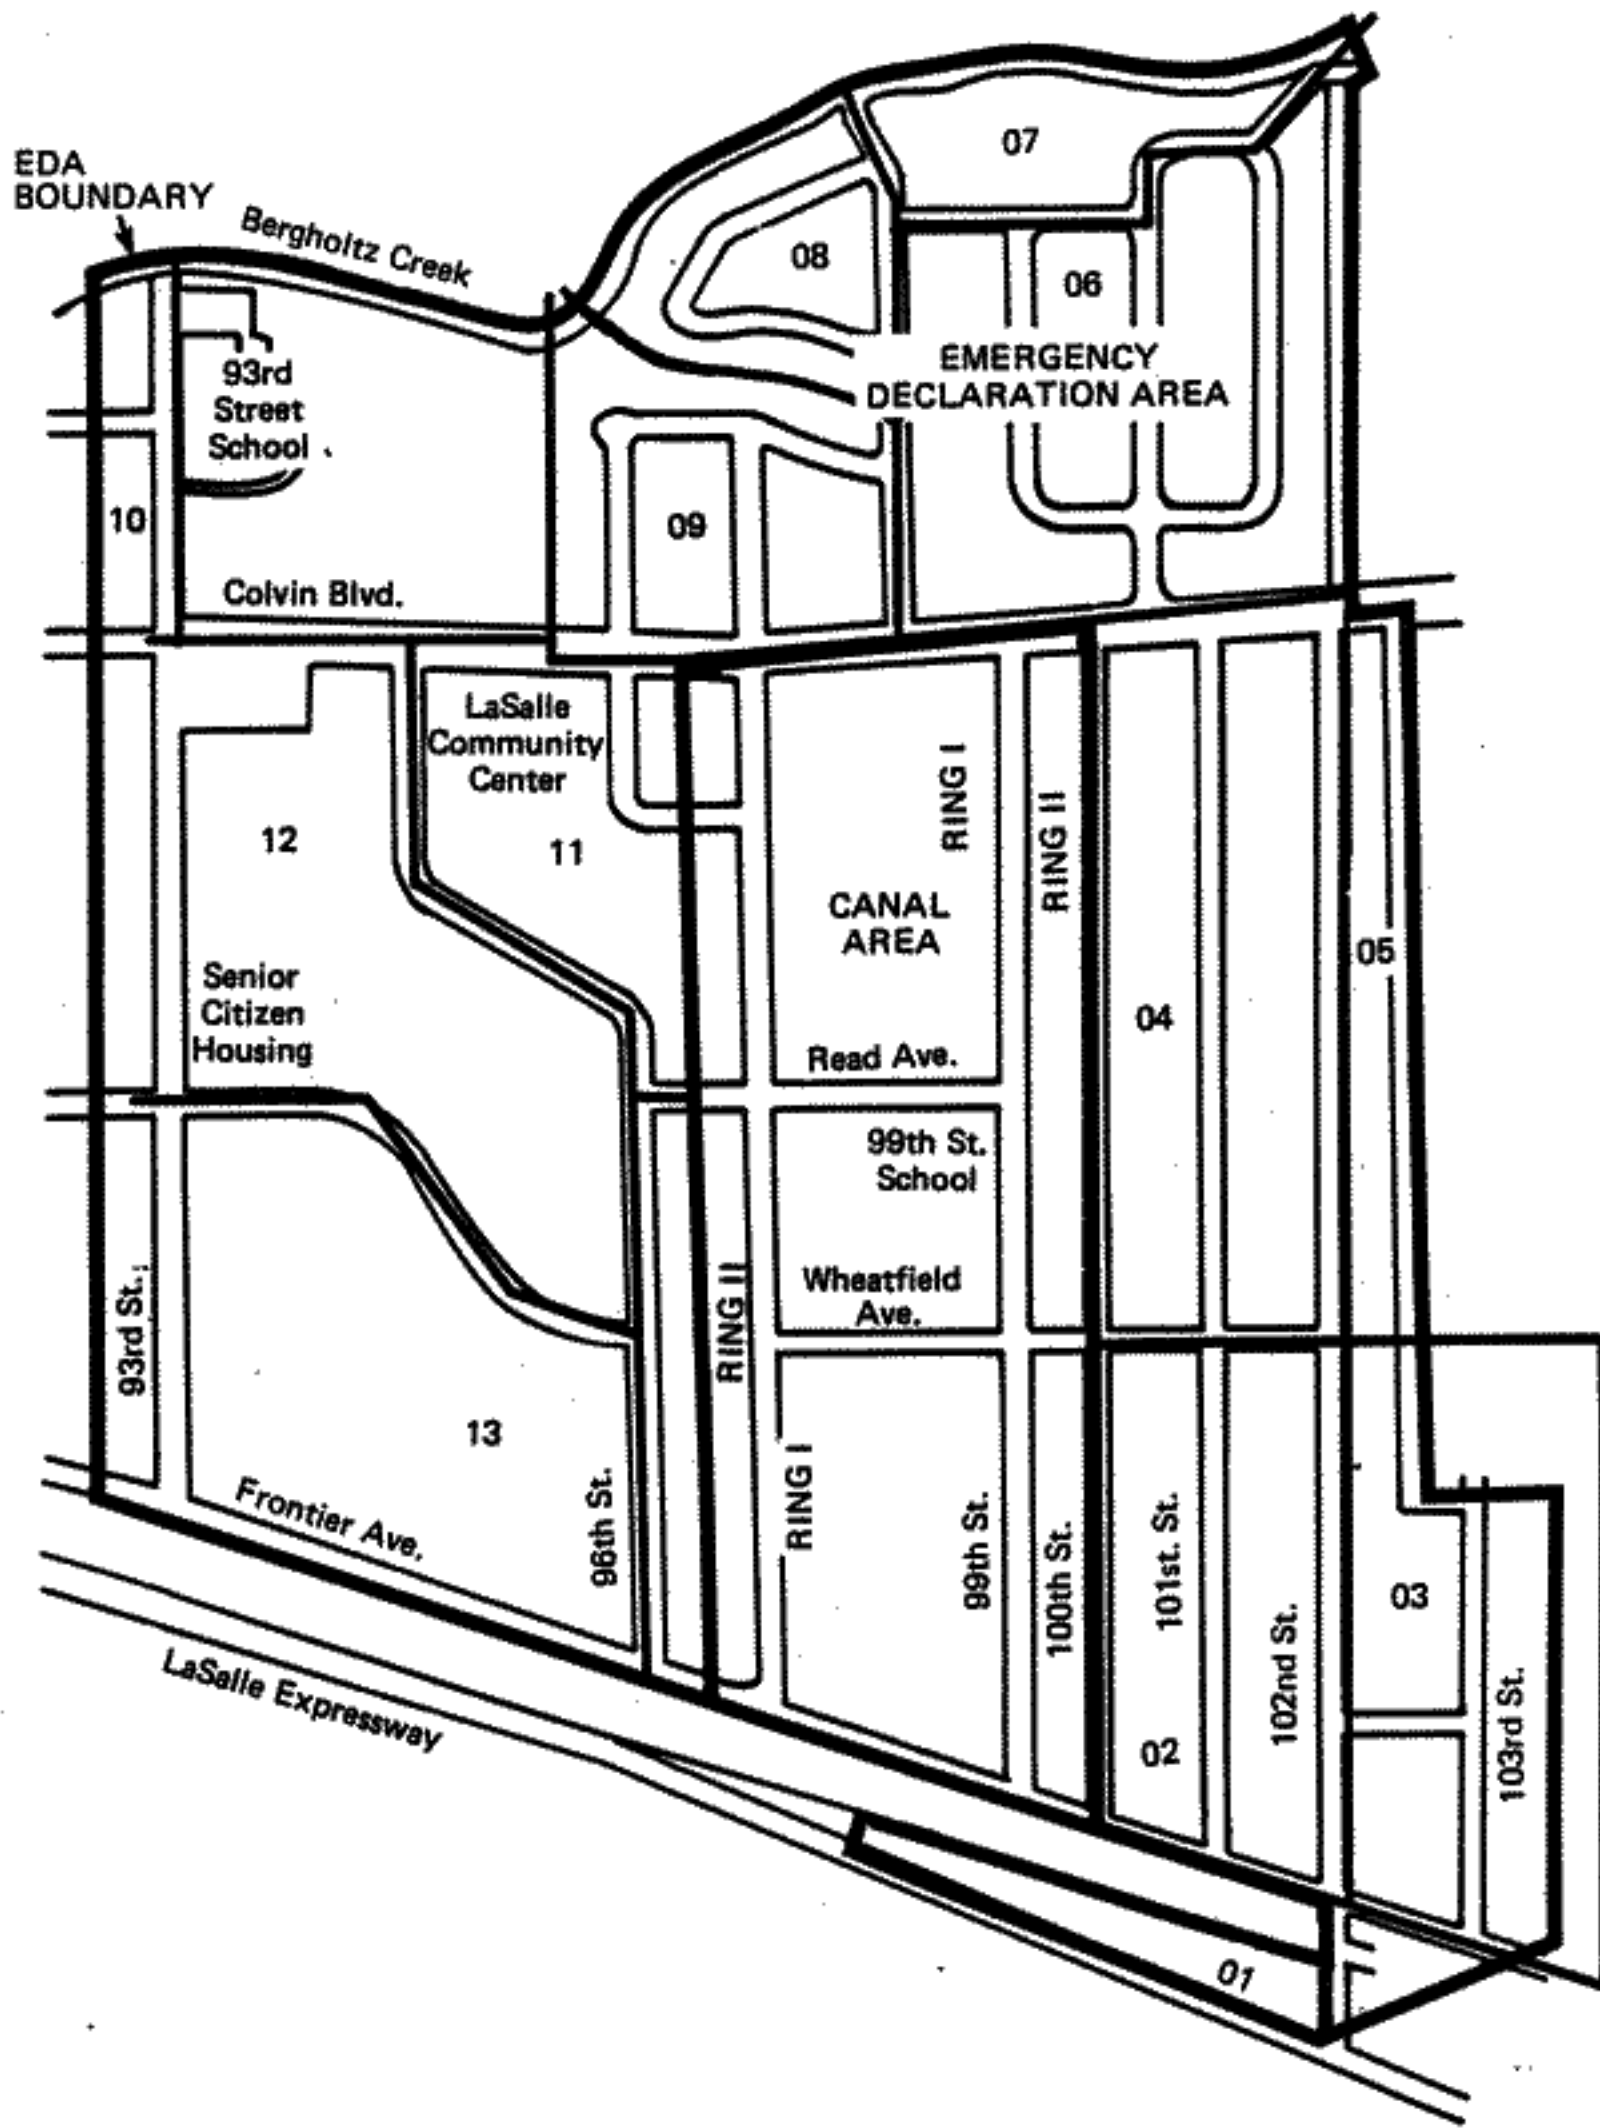 07
EDA
BOUNDARY
Bergholtz Creek
08
06
EMERGENCY
DECLARATION AREA
93rd
Street
School
10
09
Colvin Blvd.
LaSalle
Community
Center
RING I
RING II
12
11
CANAL
AREA
05
Senior
Citizen
Housing
04
Read Ave.
99th St.
School
Wheatfield
Ave.
93rd St.
RING II
13
RING I
Frontier Ave.
96th St.
99th St.
100th St.
101st. St.
102nd St.
03
103rd St.
LaSalle Expressway
02
01